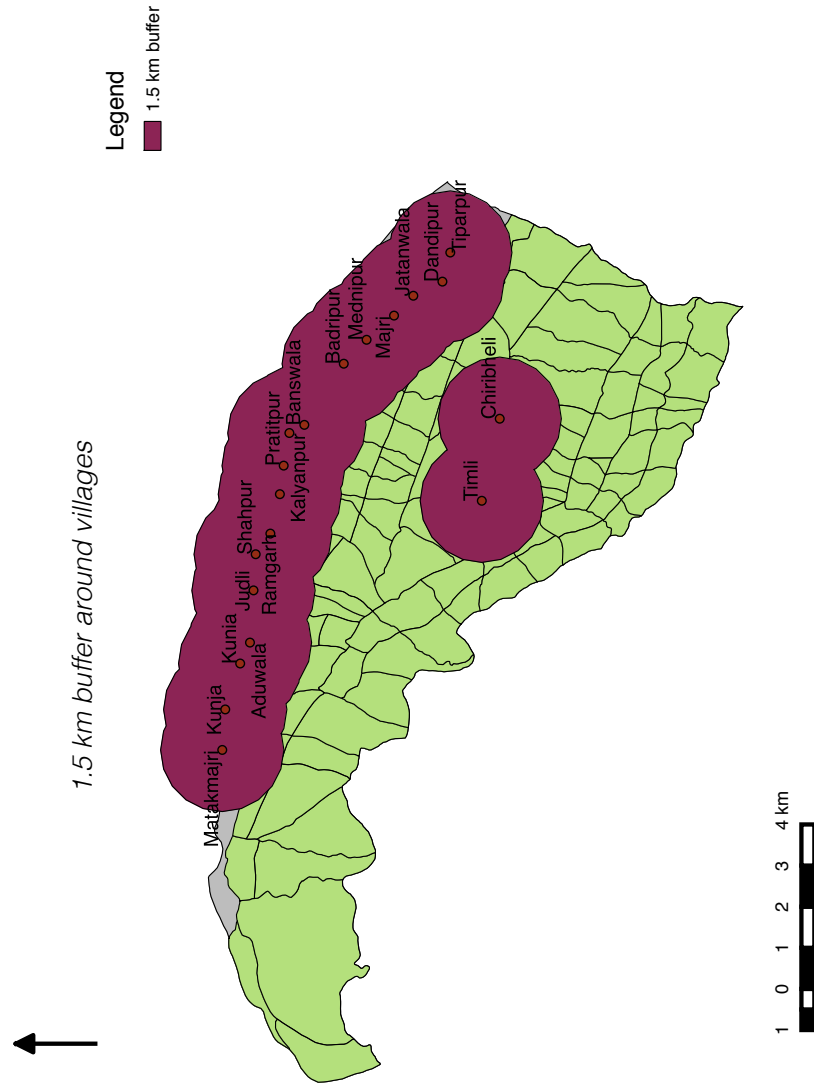 1.5 km buffer around villages
Legend
1.5 km buffer
Matakmajri
Kunja
Kunia
Aduwala
Judli
Shahpur
Ramgarh
Pratitpur
Kalyanpur
Banswala
Badripur
Mednipur
Majri
Jatanwala
Dandipur
Tiparpur
Timli
Chiribheli
1 0 1 2 3 4 km